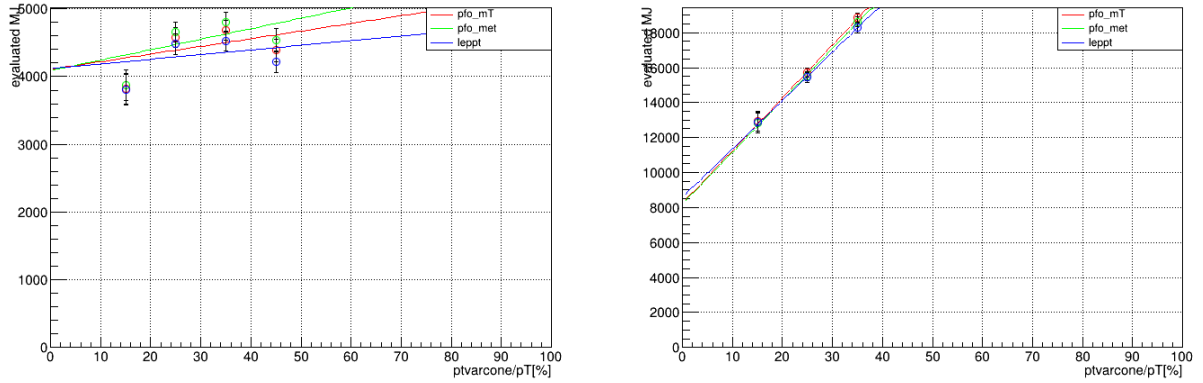 evaluated MJ
5000
4000
3000
2000
1000
0
0 10 20 30 40 50 60 70 80 90 100
ptvarcone/pT[%]
pfo_mT
pfo_met
leppt
evaluated MJ
18000
16000
14000
12000
10000
8000
6000
4000
2000
0
0 10 20 30 40 50 60 70 80 90 100
ptvarcone/pT[%]
pfo_mT
pfo_met
leppt